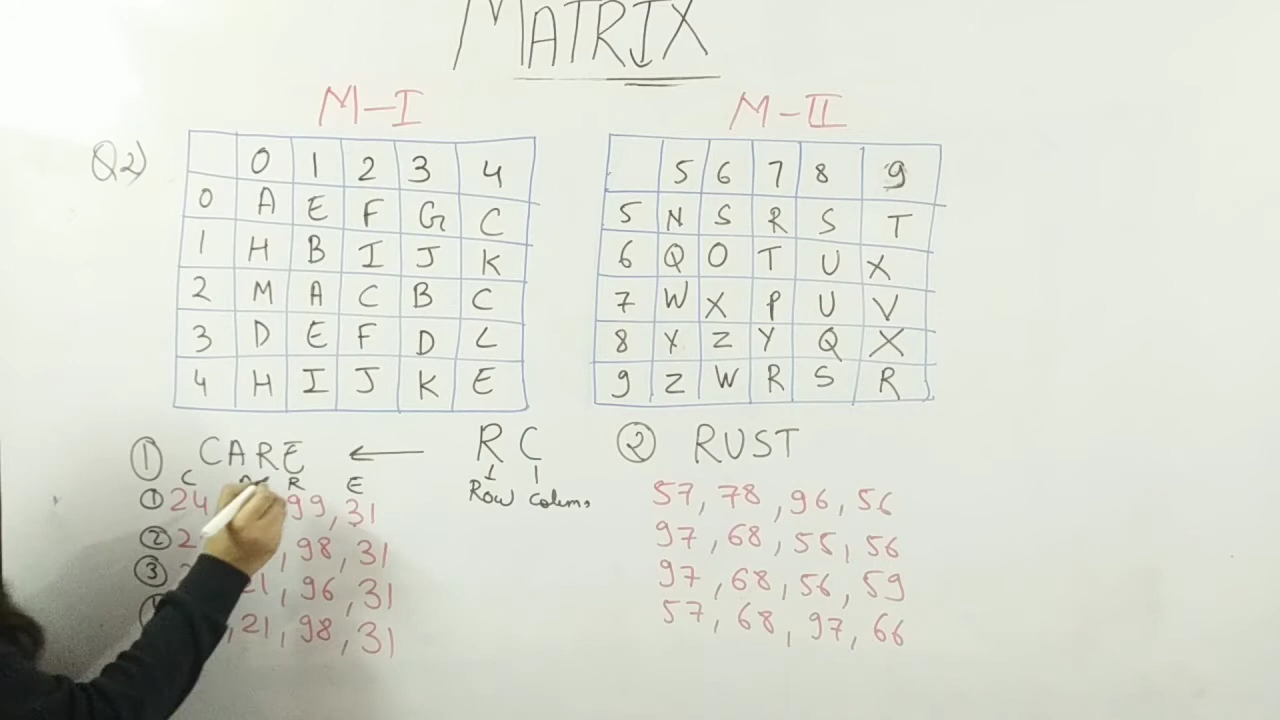 MATRIX
M-I
M-II
Q2)
0 1 2 3 4
0 A E F G C
1 H B I J K
2 M A C B C
3 D E F D L
4 H I J K E
5 6 7 8 9
5 N S R S T
6 Q O T U X
7 W X P U V
8 Y Z Y Q X
9 Z W R S R
① CARE ← RC
Row colum,
C R E
① 24 99, 31
② 2 , 98, 31
③ 21, 96, 31
, 21, 98, 31
② RUST
57, 78, 96, 56
97, 68, 55, 56
97, 68, 56, 59
57, 68, 97, 66